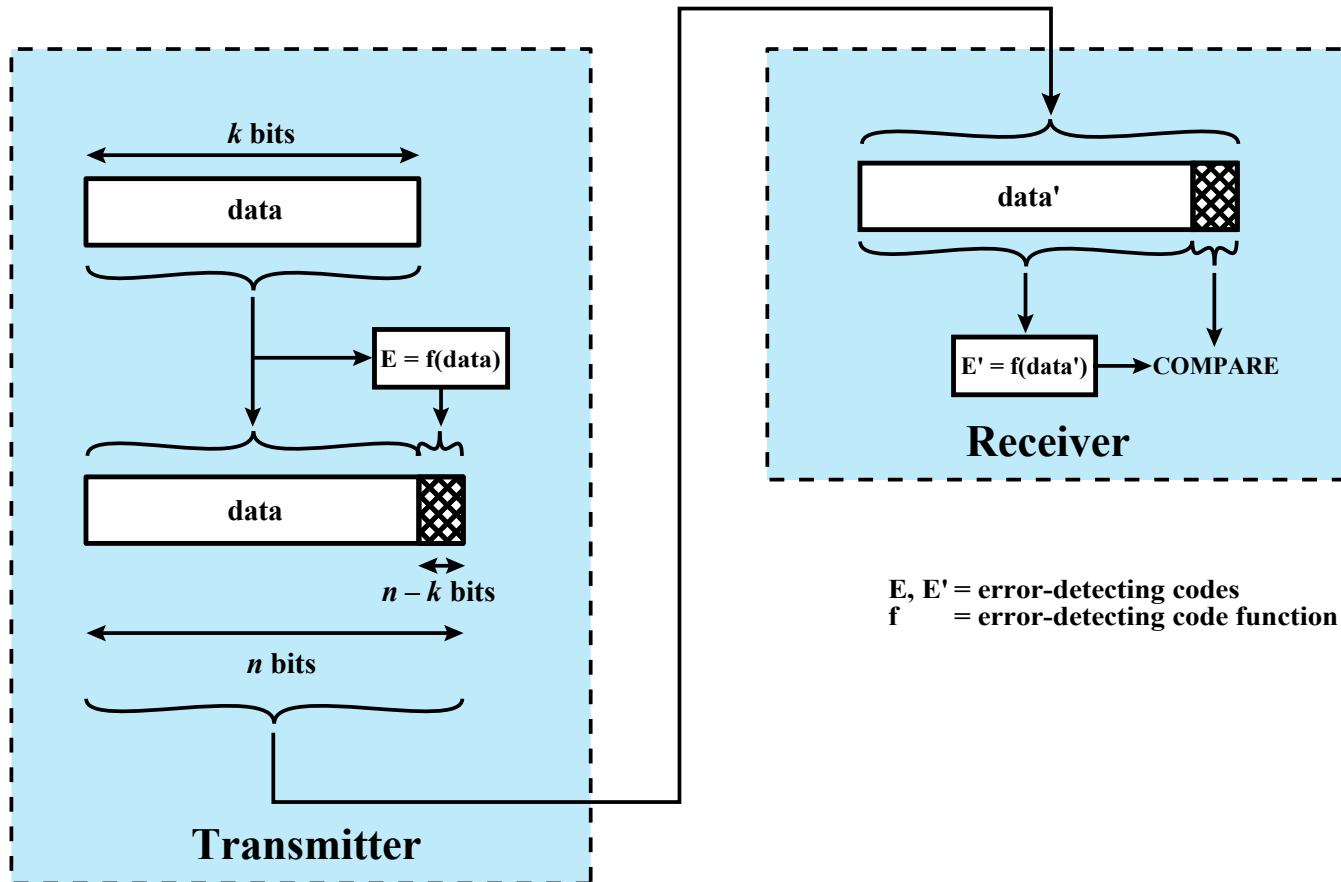 k bits
data
E = f(data)
data
n – k bits
n bits
Transmitter
data'
E' = f(data')
COMPARE
Receiver
E, E' = error-detecting codes
f = error-detecting code function